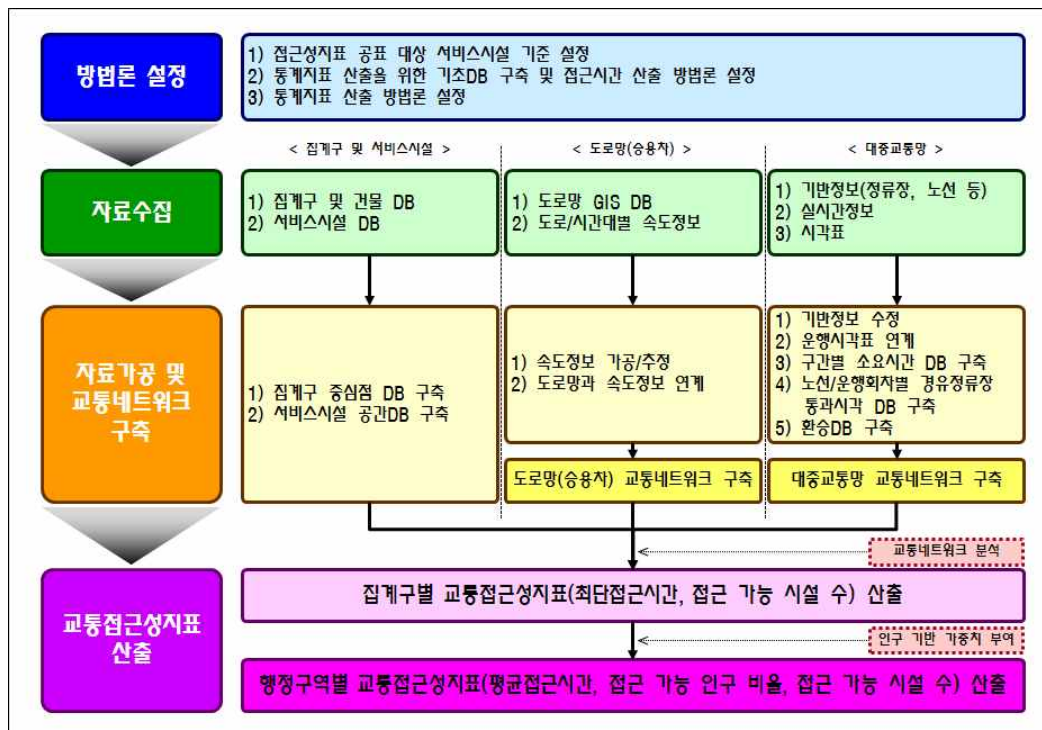 방법론 설정
1) 접근성지표 공표 대상 서비스시설 기준 설정
2) 통계지표 산출을 위한 기초DB 구축 및 접근시간 산출 방법론 설정
3) 통계지표 산출 방법론 설정
< 집계구 및 서비스시설 >
< 도로망(승용차) >
< 대중교통망 >
자료수집
1) 집계구 및 건물 DB
2) 서비스시설 DB
1) 도로망 GIS DB
2) 도로/시간대별 속도정보
1) 기반정보(정류장, 노선 등)
2) 실시간정보
3) 시각표
자료가공 및
교통네트워크
구축
1) 집계구 중심점 DB 구축
2) 서비스시설 공간DB 구축
1) 속도정보 가공/추정
2) 도로망과 속도정보 연계
1) 기반정보 수정
2) 운행시각표 연계
3) 구간별 소요시간 DB 구축
4) 노선/운행회차별 경유정류장
통과시각 DB 구축
5) 환승DB 구축
도로망(승용차) 교통네트워크 구축
대중교통망 교통네트워크 구축
교통네트워크 분석
교통접근성지표
산출
집계구별 교통접근성지표(최단접근시간, 접근 가능 시설 수) 산출
인구 기반 가중치 부여
행정구역별 교통접근성지표(평균접근시간, 접근 가능 인구 비율, 접근 가능 시설 수) 산출